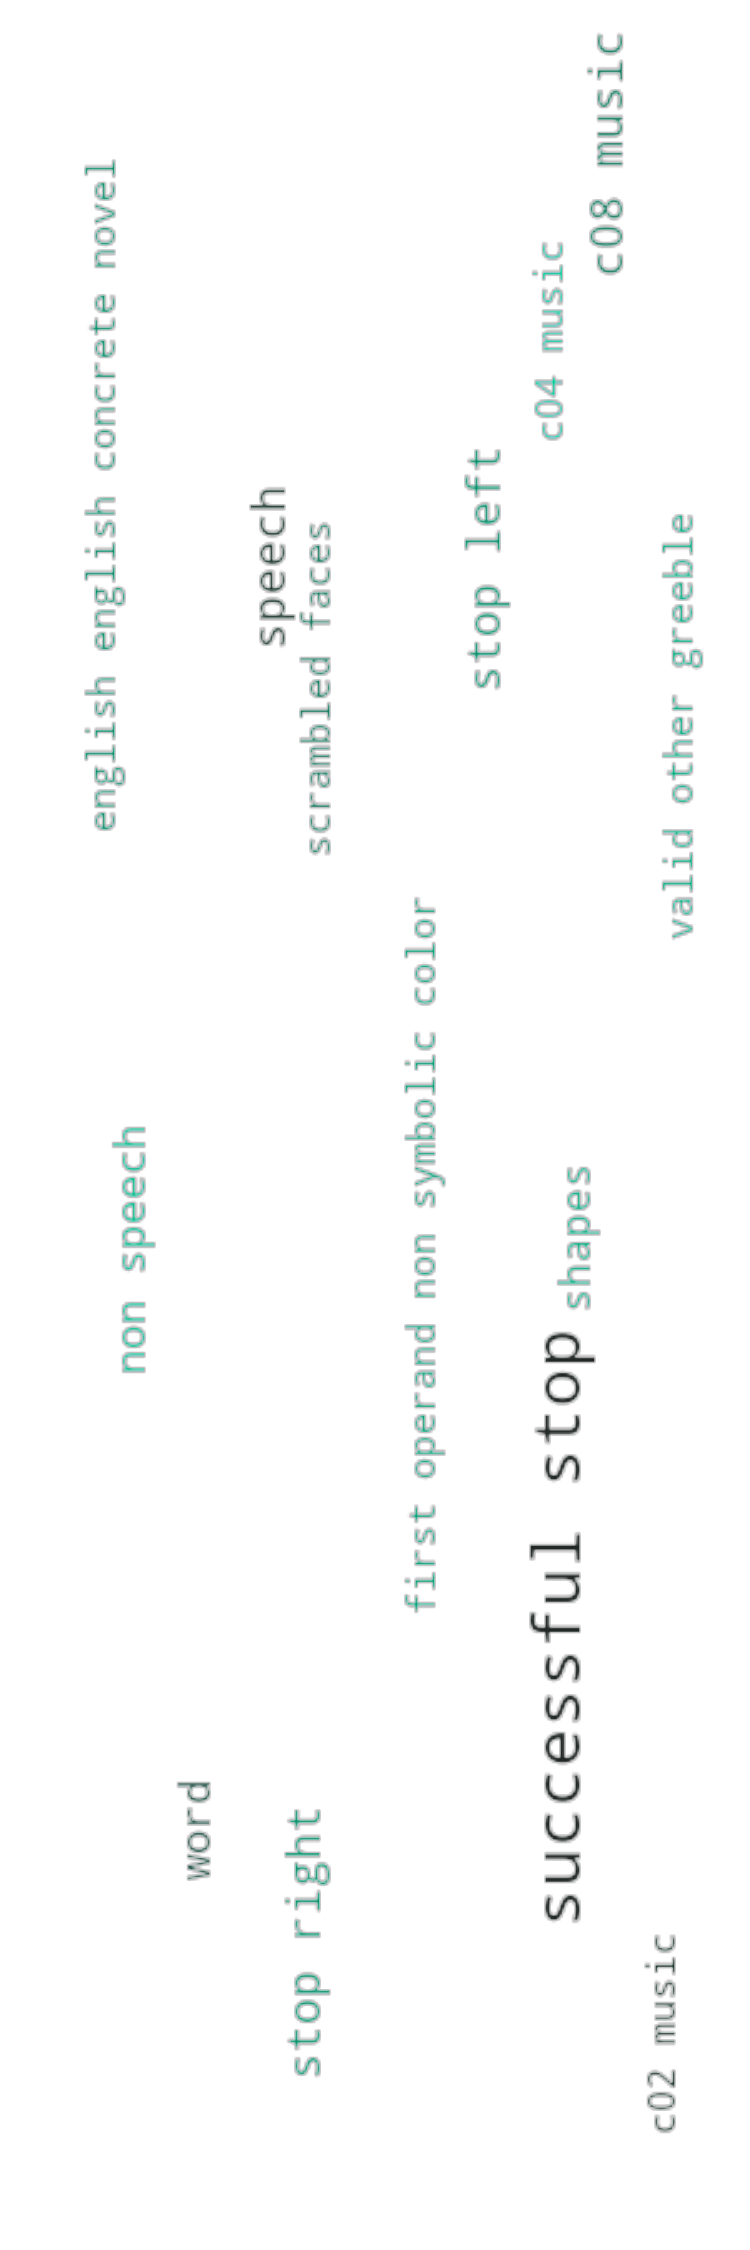 english english concrete novel
non speech
word
speech
scrambled faces
stop right
first operand non symbolic color
stop left
c04 music
successful stop
shapes
c08 music
c02 music
valid other greeble